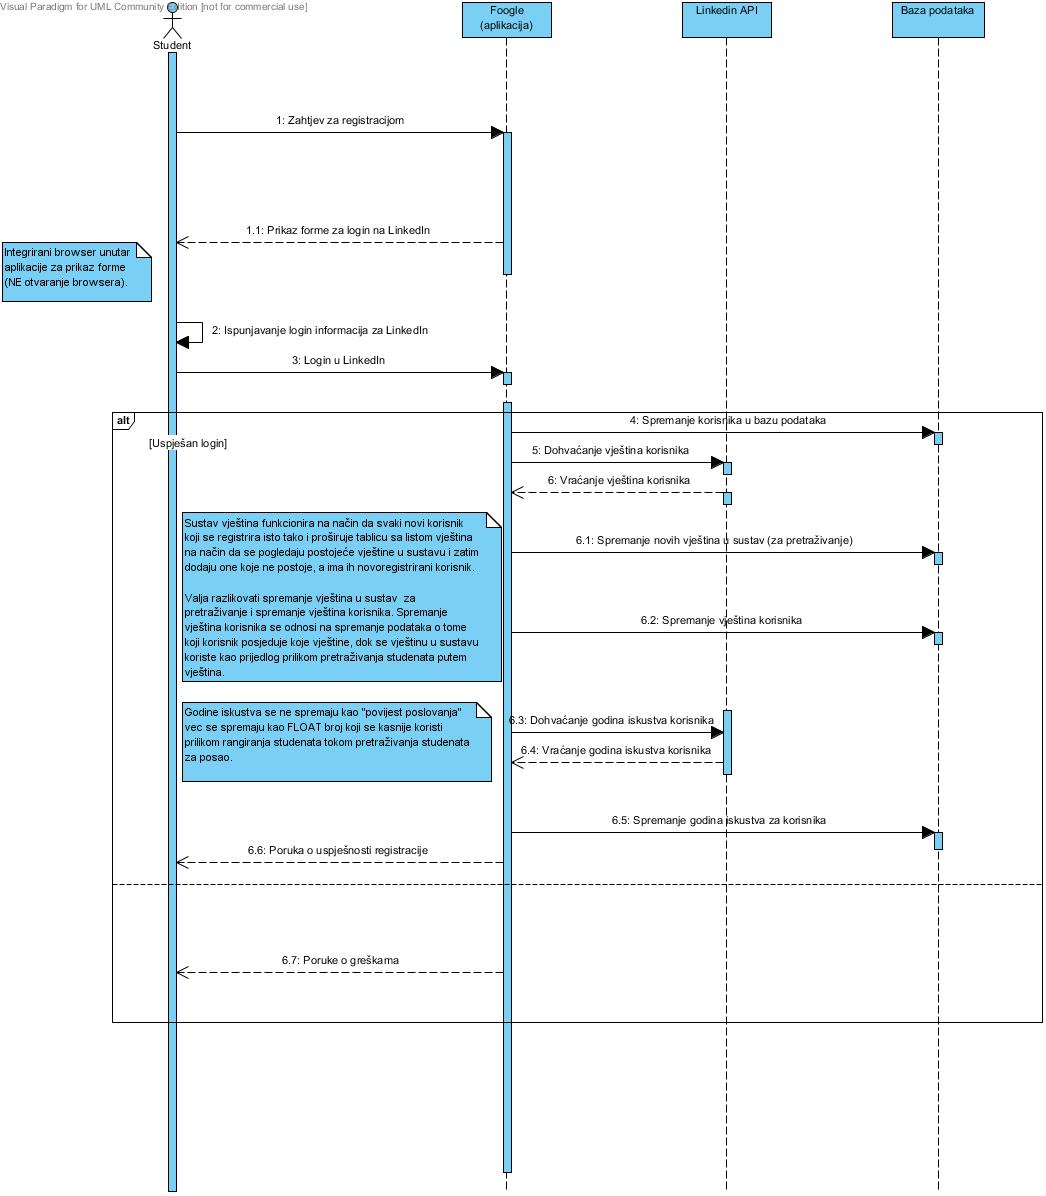 Visual Paradigm for UML Community Edition [not for commercial use]
Student
Foogle
(aplikacija)
Linkedin API
Baza podataka
1: Zahtjev za registracijom
1.1: Prikaz forme za login na LinkedIn
Integrirani browser unutar
aplikacije za prikaz forme
(NE otvaranje browsera).
2: Ispunjavanje login informacija za LinkedIn
3: Login u LinkedIn
alt
[Uspješan login]
4: Spremanje korisnika u bazu podataka
5: Dohvaćanje vještina korisnika
6: Vraćanje vještina korisnika
Sustav vještina funkcionira na način da svaki novi korisnik
koji se registrira isto tako i proširuje tablicu sa listom vještina
na način da se pogledaju postojeće vještine u sustavu i zatim
dodaju one koje ne postoje, a ima ih novoregistrirani korisnik.
Valja razlikovati spremanje vještina u sustav za
pretraživanje i spremanje vještina korisnika. Spremanje
vještina korisnika se odnosi na spremanje podataka o tome
koji korisnik posjeduje koje vještine, dok se vještinu u sustavu
koriste kao prijedlog prilikom pretraživanja studenata putem
vještina.
6.1: Spremanje novih vještina u sustav (za pretraživanje)
6.2: Spremanje vještina korisnika
Godine iskustva se ne spremaju kao "povijest poslovanja"
vec se spremaju kao FLOAT broj koji se kasnije koristi
prilikom rangiranja studenata tokom pretraživanja studenata
za posao.
6.3: Dohvaćanje godina iskustva korisnika
6.4: Vraćanje godina iskustva korisnika
6.5: Spremanje godina iskustva za korisnika
6.6: Poruka o uspješnosti registracije
6.7: Poruke o greškama